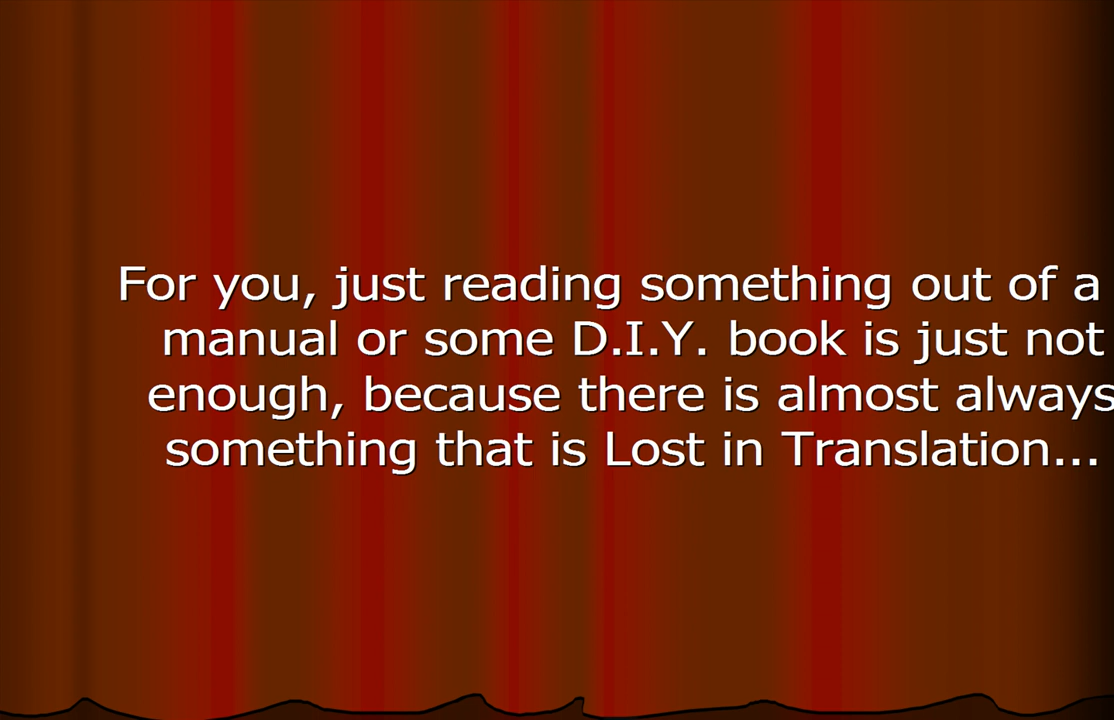 For you, just reading something out of a
manual or some D.I.Y. book is just not
enough, because there is almost always
something that is Lost in Translation...